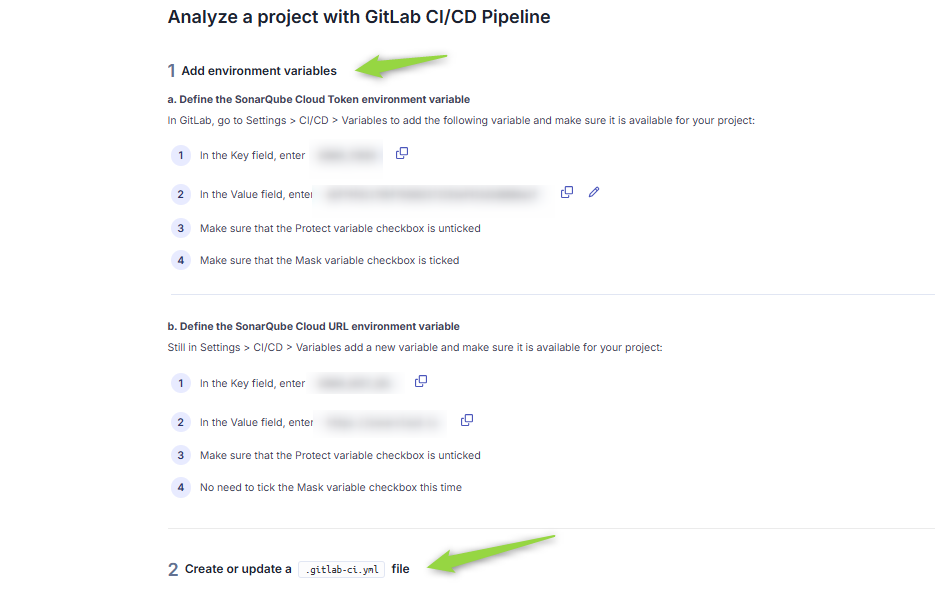 Analyze a project with GitLab CI/CD Pipeline
1 Add environment variables
a. Define the SonarQube Cloud Token environment variable
In GitLab, go to Settings > CI/CD > Variables to add the following variable and make sure it is available for your project:
1 In the Key field, enter
2 In the Value field, enter
3 Make sure that the Protect variable checkbox is unticked
4 Make sure that the Mask variable checkbox is ticked
b. Define the SonarQube Cloud URL environment variable
Still in Settings > CI/CD > Variables add a new variable and make sure it is available for your project:
1 In the Key field, enter
2 In the Value field, enter
3 Make sure that the Protect variable checkbox is unticked
4 No need to tick the Mask variable checkbox this time
2 Create or update a .gitlab-ci.yml file